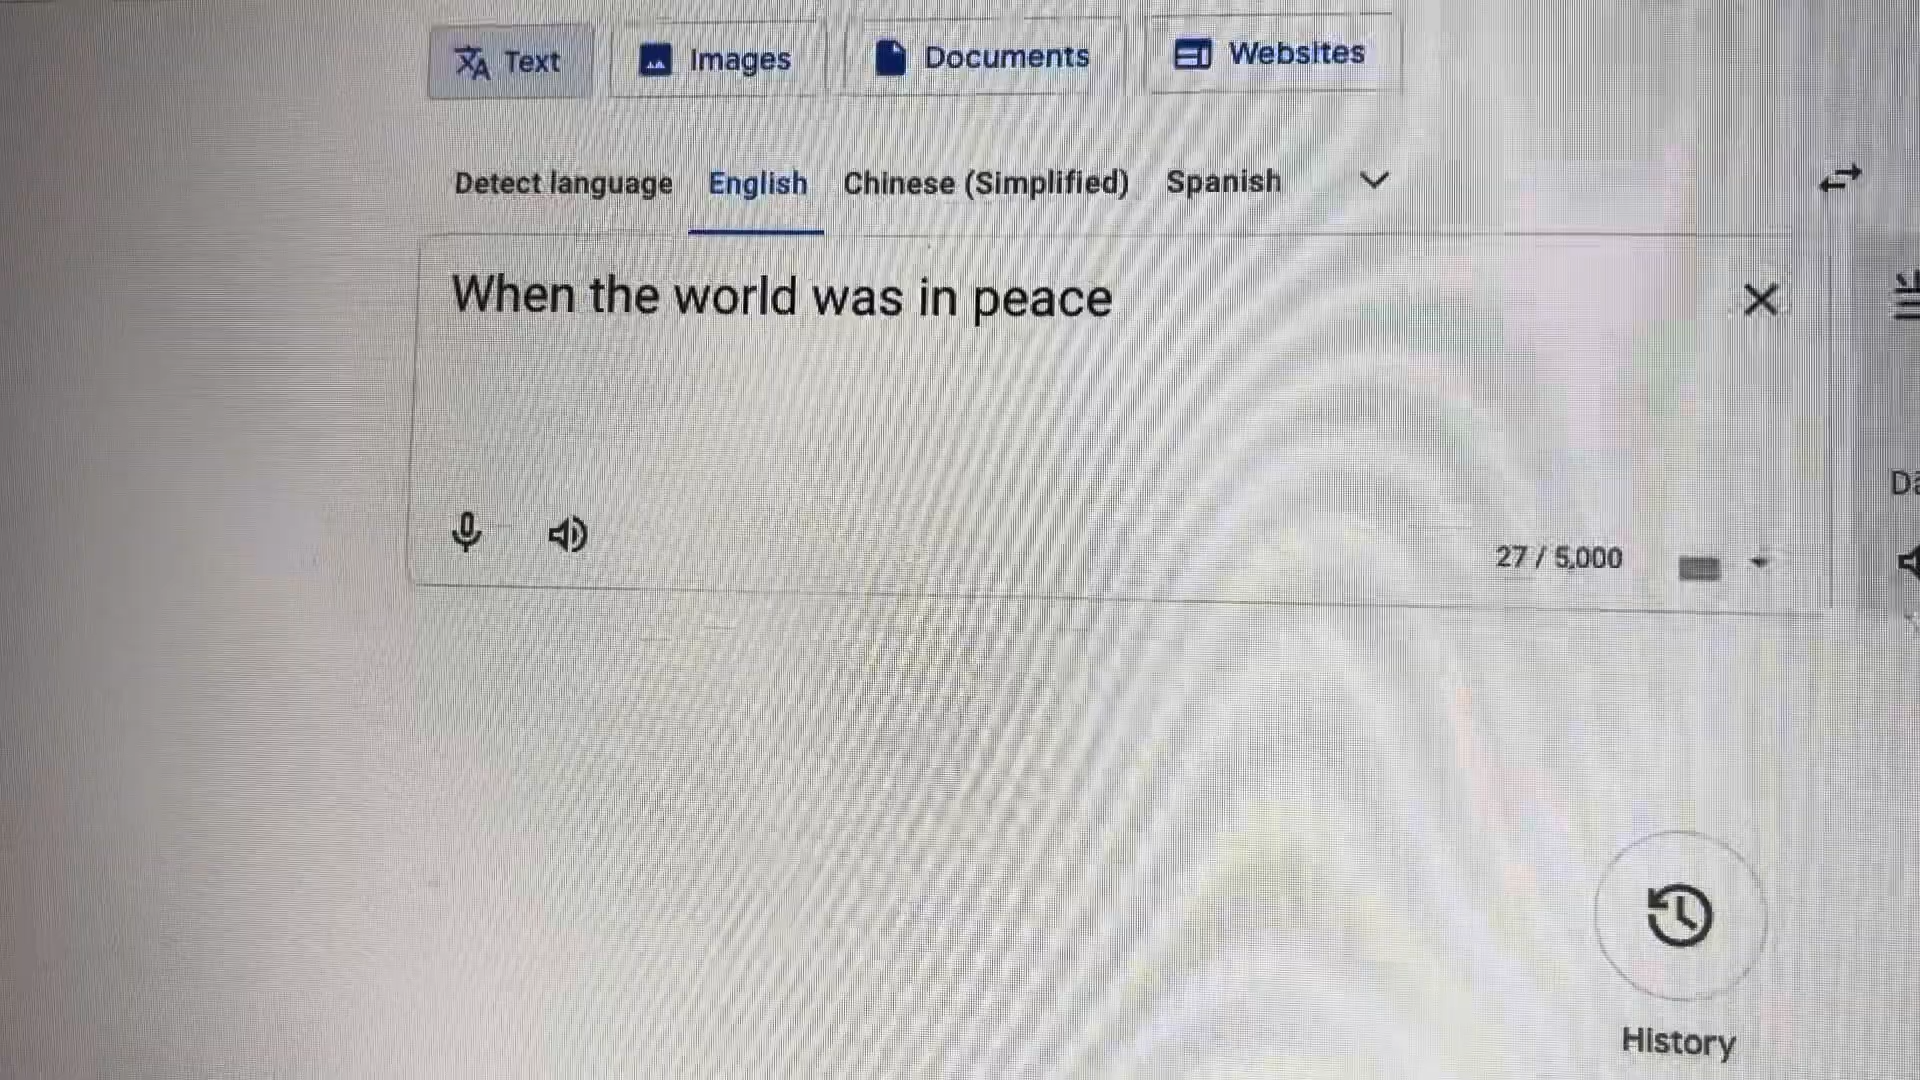 Text Images Documents Websites
Detect language English Chinese (Simplified) Spanish
When the world was in peace
27 / 5,000
History